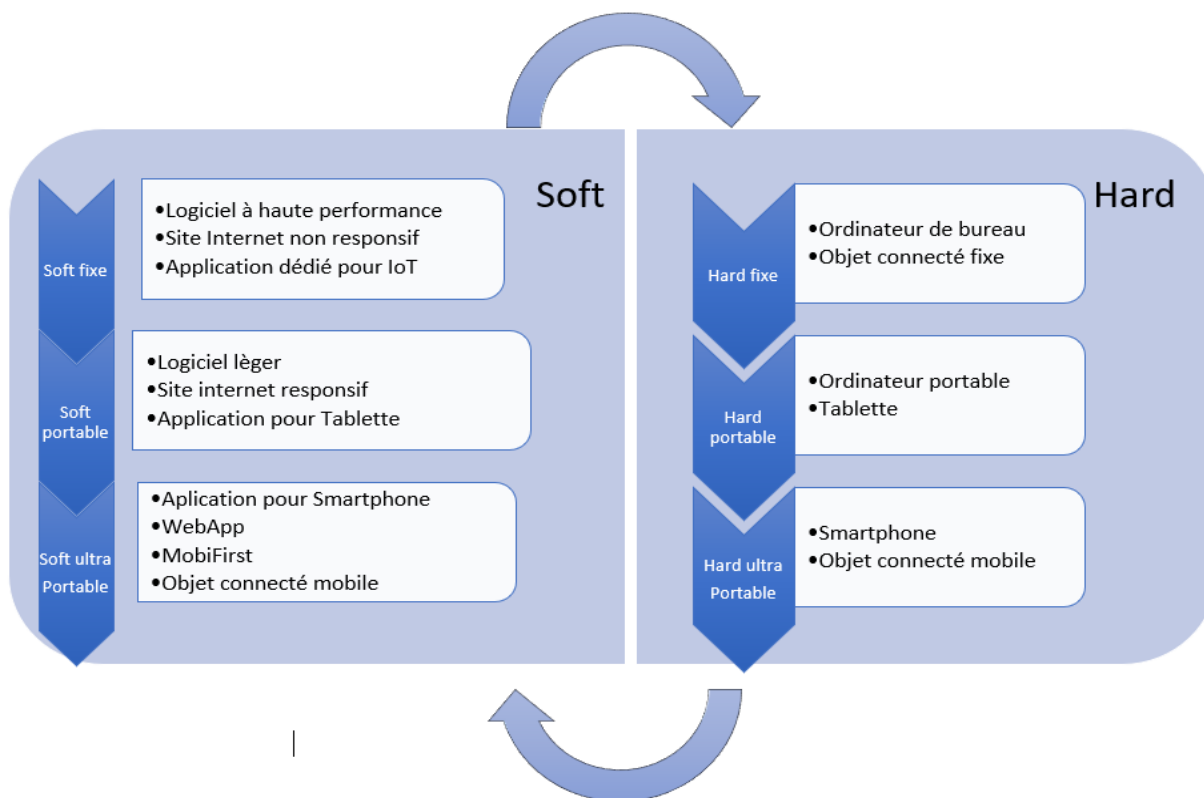 Soft
Soft fixe
•Logiciel à haute performance
•Site Internet non responsif
•Application dédié pour IoT
Soft
portable
•Logiciel lèger
•Site internet responsif
•Application pour Tablette
Soft ultra
Portable
•Aplication pour Smartphone
•WebApp
•MobiFirst
•Objet connecté mobile
Hard
Hard fixe
•Ordinateur de bureau
•Objet connecté fixe
Hard
portable
•Ordinateur portable
•Tablette
Hard ultra
Portable
•Smartphone
•Objet connecté mobile